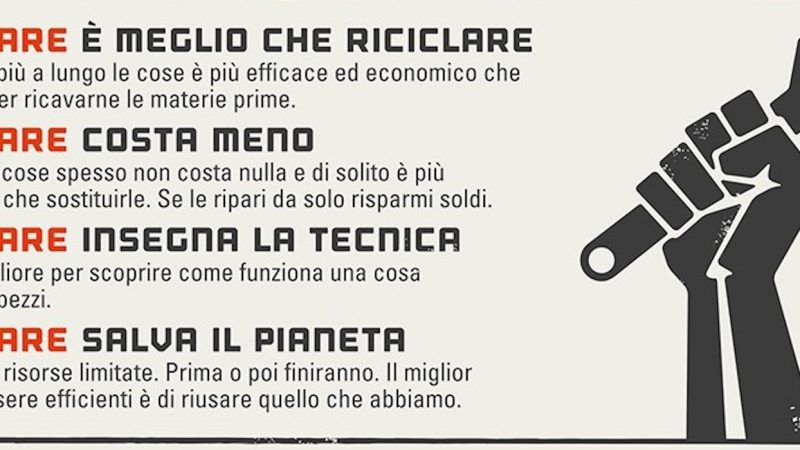 ARE È MEGLIO CHE RICICLARE
più a lungo le cose è più efficace ed economico che
er ricavarne le materie prime.
ARE COSTA MENO
cose spesso non costa nulla e di solito è più
che sostituirle. Se le ripari da solo risparmi soldi.
ARE INSEGNA LA TECNICA
liore per scoprire come funziona una cosa
pezzi.
ARE SALVA IL PIANETA
risorse limitate. Prima o poi finiranno. Il miglior
sere efficienti è di riusare quello che abbiamo.